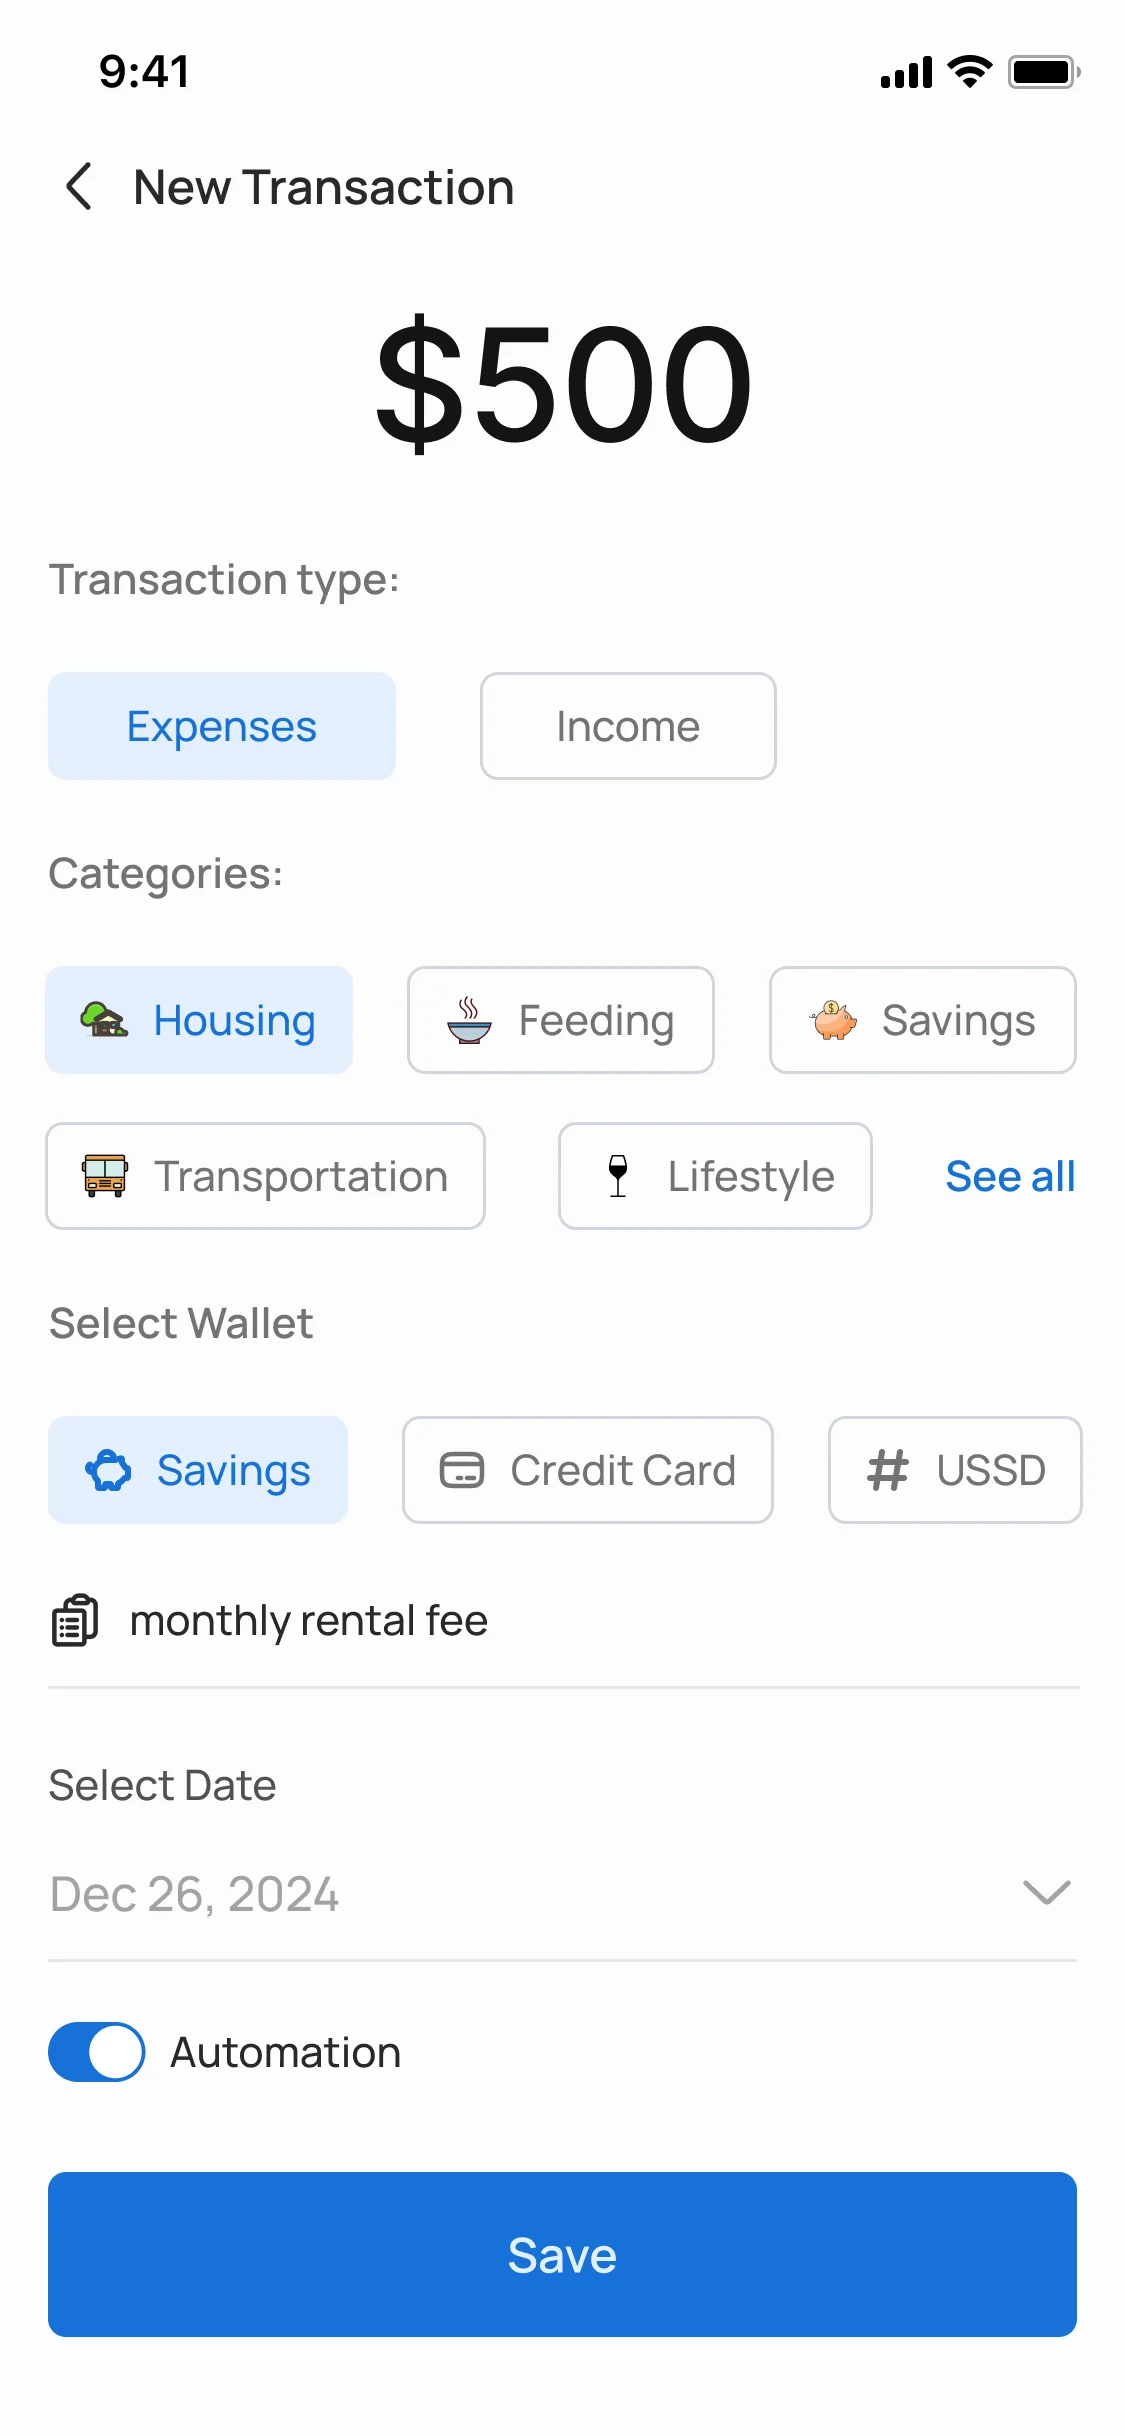 9:41
New Transaction
$500
Transaction type:
Expenses Income
Categories:
Housing Feeding Savings
Transportation Lifestyle See all
Select Wallet
Savings Credit Card # USSD
monthly rental fee
Select Date
Dec 26, 2024
Automation
Save